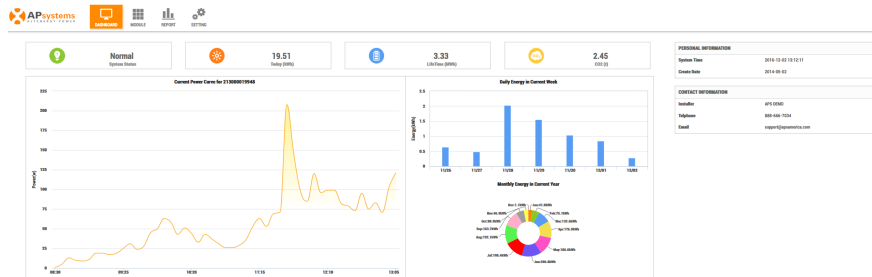 APsystems
ALTENERGY POWER
DASHBOARD
MODULE
REPORT
SETTING
Normal
System Status
19.51
Today (kWh)
3.33
LifeTime (MWh)
2.45
CO2 (t)
PERSONAL INFORMATION
System Time 2016-12-02 13:12:11
Create Date 2014-05-02
CONTACT INFORMATION
Installer APS DEMO
Telphone
Email support@apsamerica.com
Current Power Curve for 213000019948
225
200
175
150
125
100
75
50
25
0
Power(w)
08:30 09:25 10:20 11:15 12:10 13:05
Daily Energy in Current Week
2.5
2
1.5
1
0.5
0
Energy(kWh)
11/26 11/27 11/28 11/29 11/30 12/01 12/02
Monthly Energy in Current Year